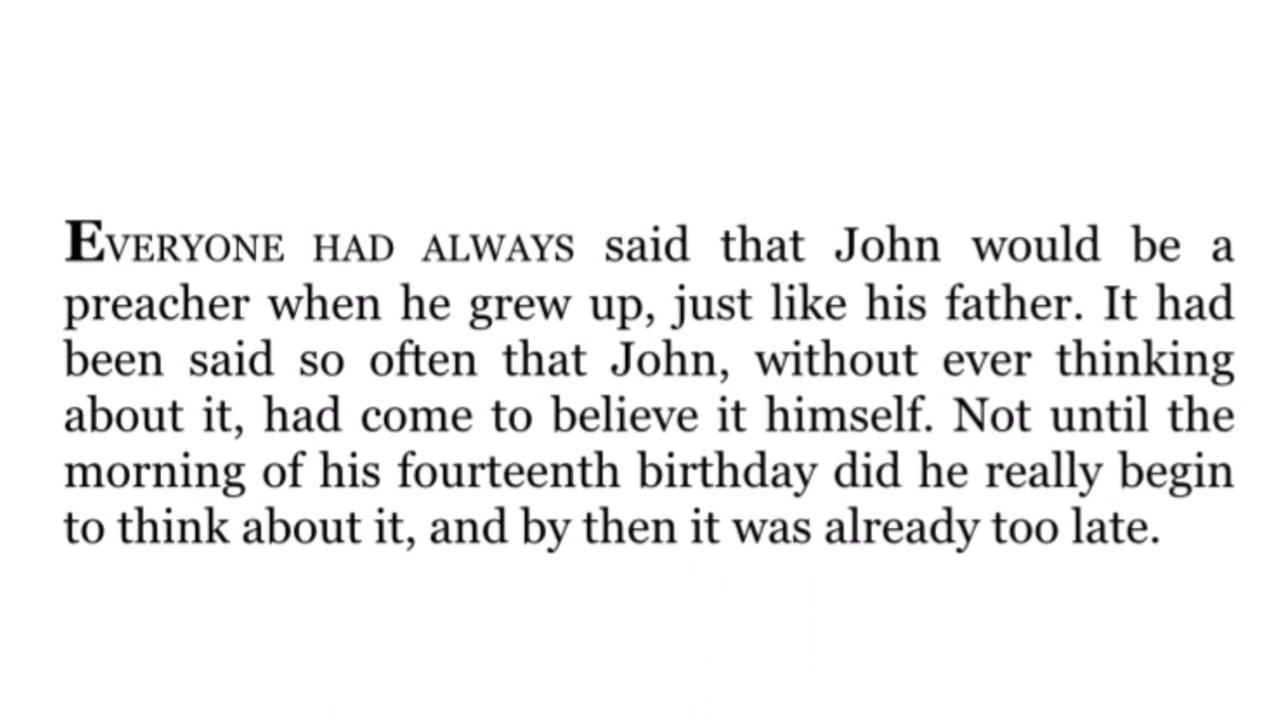 EVERYONE HAD ALWAYS said that John would be a
preacher when he grew up, just like his father. It had
been said so often that John, without ever thinking
about it, had come to believe it himself. Not until the
morning of his fourteenth birthday did he really begin
to think about it, and by then it was already too late.